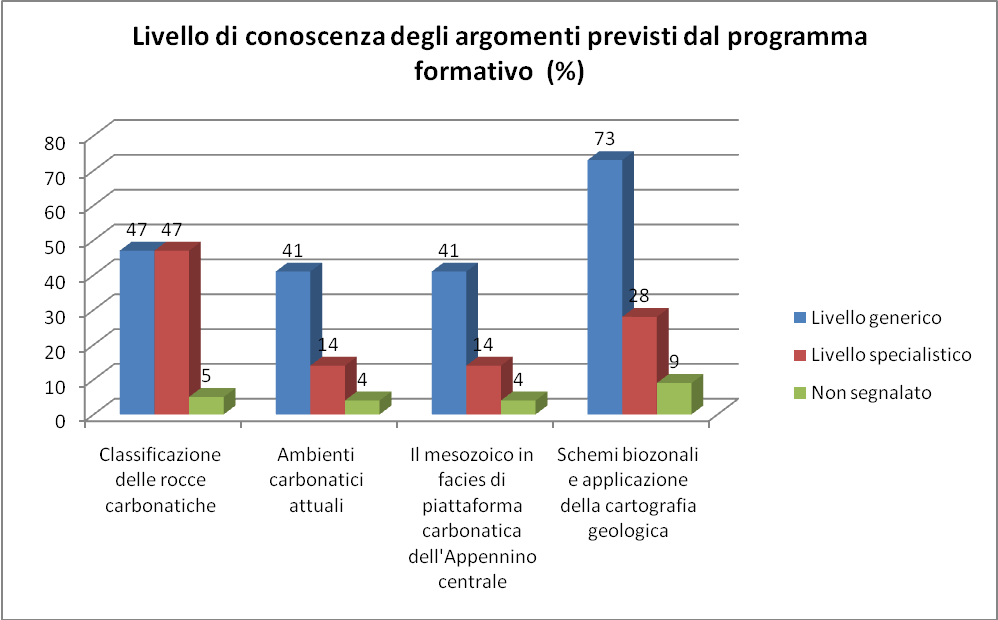 Livello di conoscenza degli argomenti previsti dal programma
formativo (%)
80
70
60
50
40
30
20
10
0
47
47
5
41
14
4
41
14
4
73
28
9
Classificazione
delle rocce
carbonatiche
Ambienti
carbonatici
attuali
Il mesozoico in
facies di
piattaforma
carbonatica
dell'Appennino
centrale
Schemi biozonali
e applicazione
della cartografia
geologica
Livello generico
Livello specialistico
Non segnalato